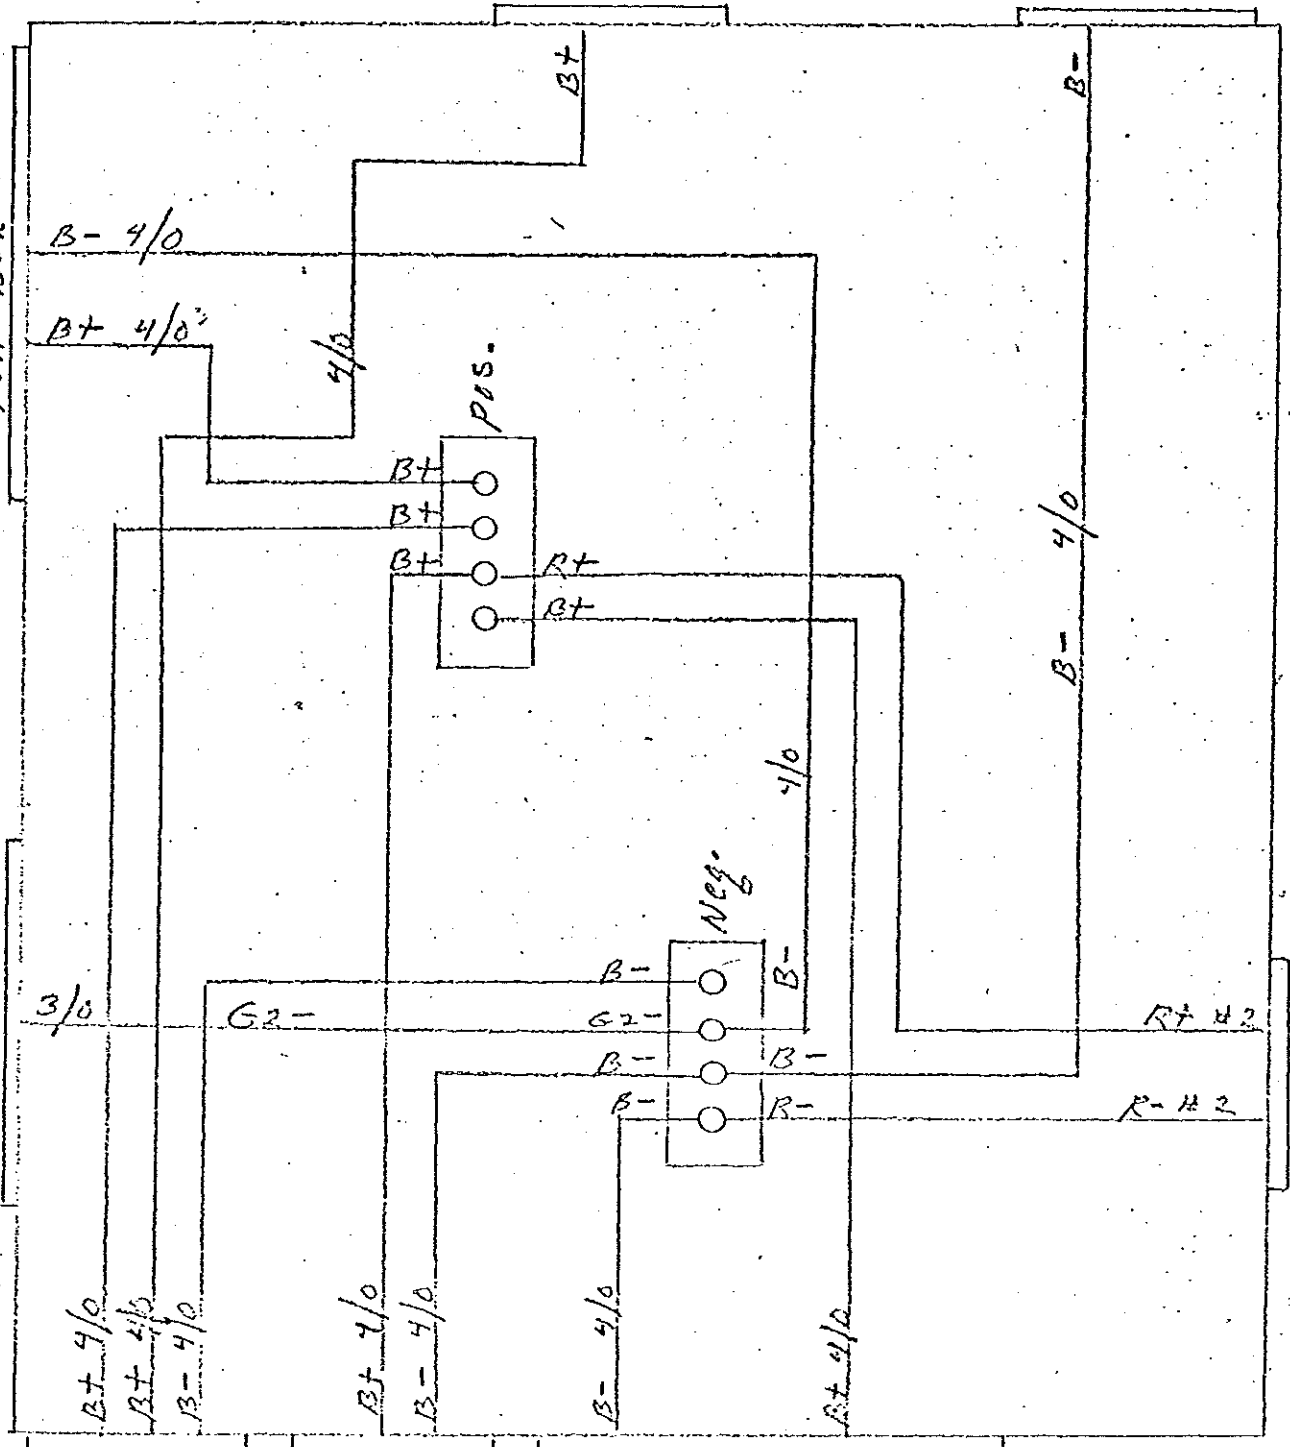 B+
B-
B- 4/0
B+ 4/0
4/0
Pos.
B+
B+
B+
R+
B+
4/0
B- 4/0
Neg.
B-
B-
3/0
G2-
G2-
R+ #2
B-
B-
B-
R-
R- #2
B+ 4/0
B+ 4/0
B- 4/0
B+ 4/0
B- 4/0
B- 4/0
B+ 4/0